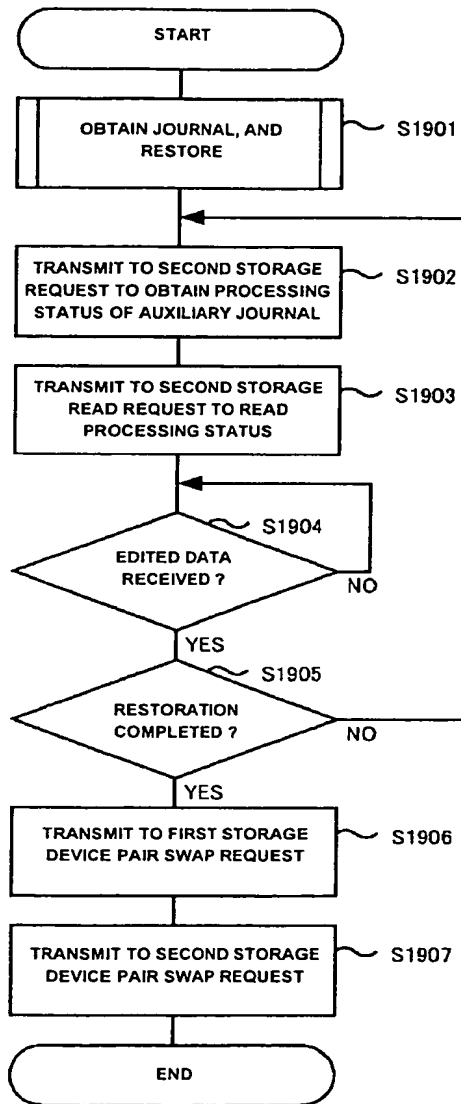 START
OBTAIN JOURNAL, AND
RESTORE
S1901
TRANSMIT TO SECOND STORAGE
REQUEST TO OBTAIN PROCESSING
STATUS OF AUXILIARY JOURNAL
S1902
TRANSMIT TO SECOND STORAGE
READ REQUEST TO READ
PROCESSING STATUS
S1903
S1904
EDITED DATA
RECEIVED ?
NO
YES
S1905
RESTORATION
COMPLETED ?
NO
YES
TRANSMIT TO FIRST STORAGE
DEVICE PAIR SWAP REQUEST
S1906
TRANSMIT TO SECOND STORAGE
DEVICE PAIR SWAP REQUEST
S1907
END